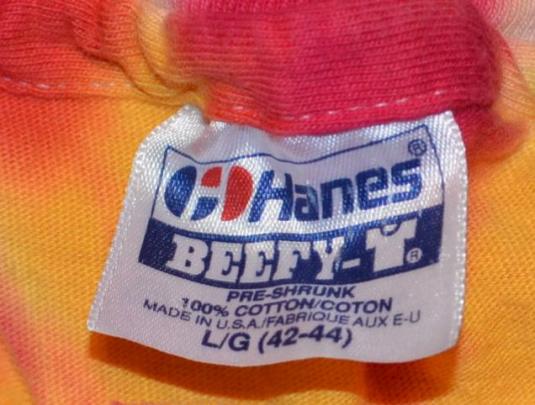 Hanes®
BEEFY-T®
PRE-SHRUNK
100% COTTON/COTON
MADE IN U.S.A./FABRIQUE AUX E-U
L/G (42-44)